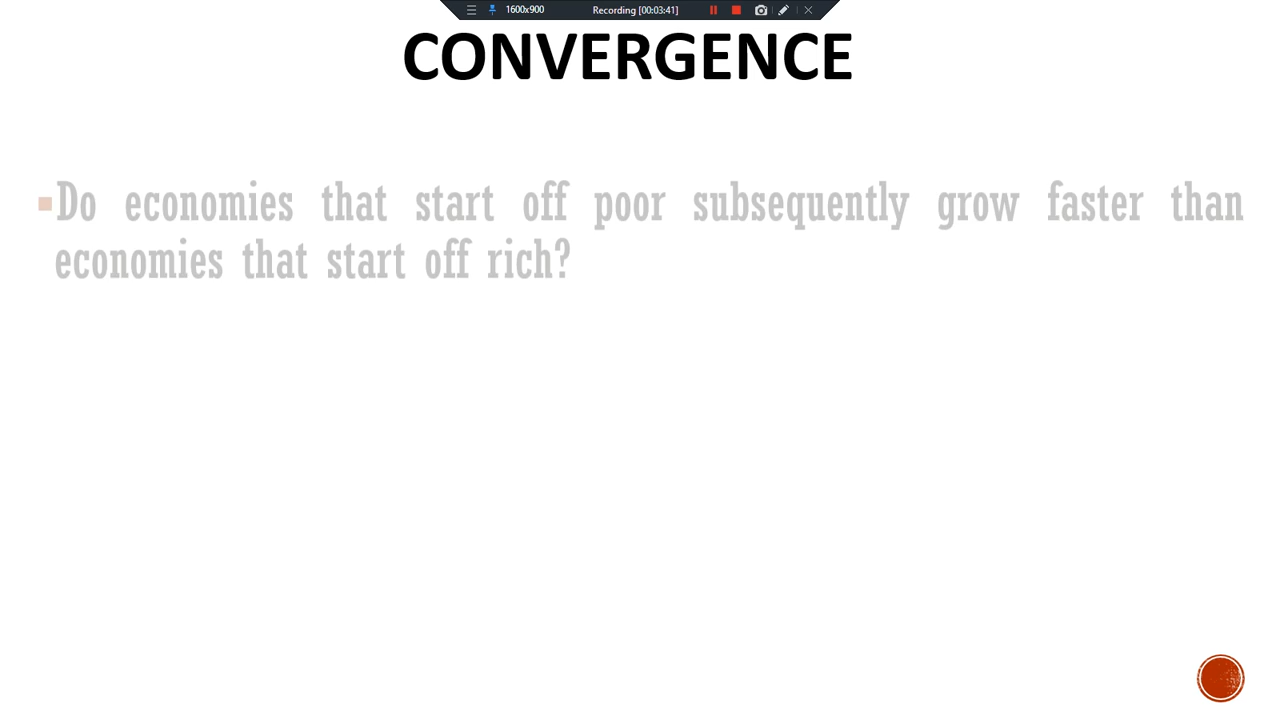 1600x900 Recording [00:03:41]
CONVERGENCE
Do economies that start off poor subsequently grow faster than
economies that start off rich?